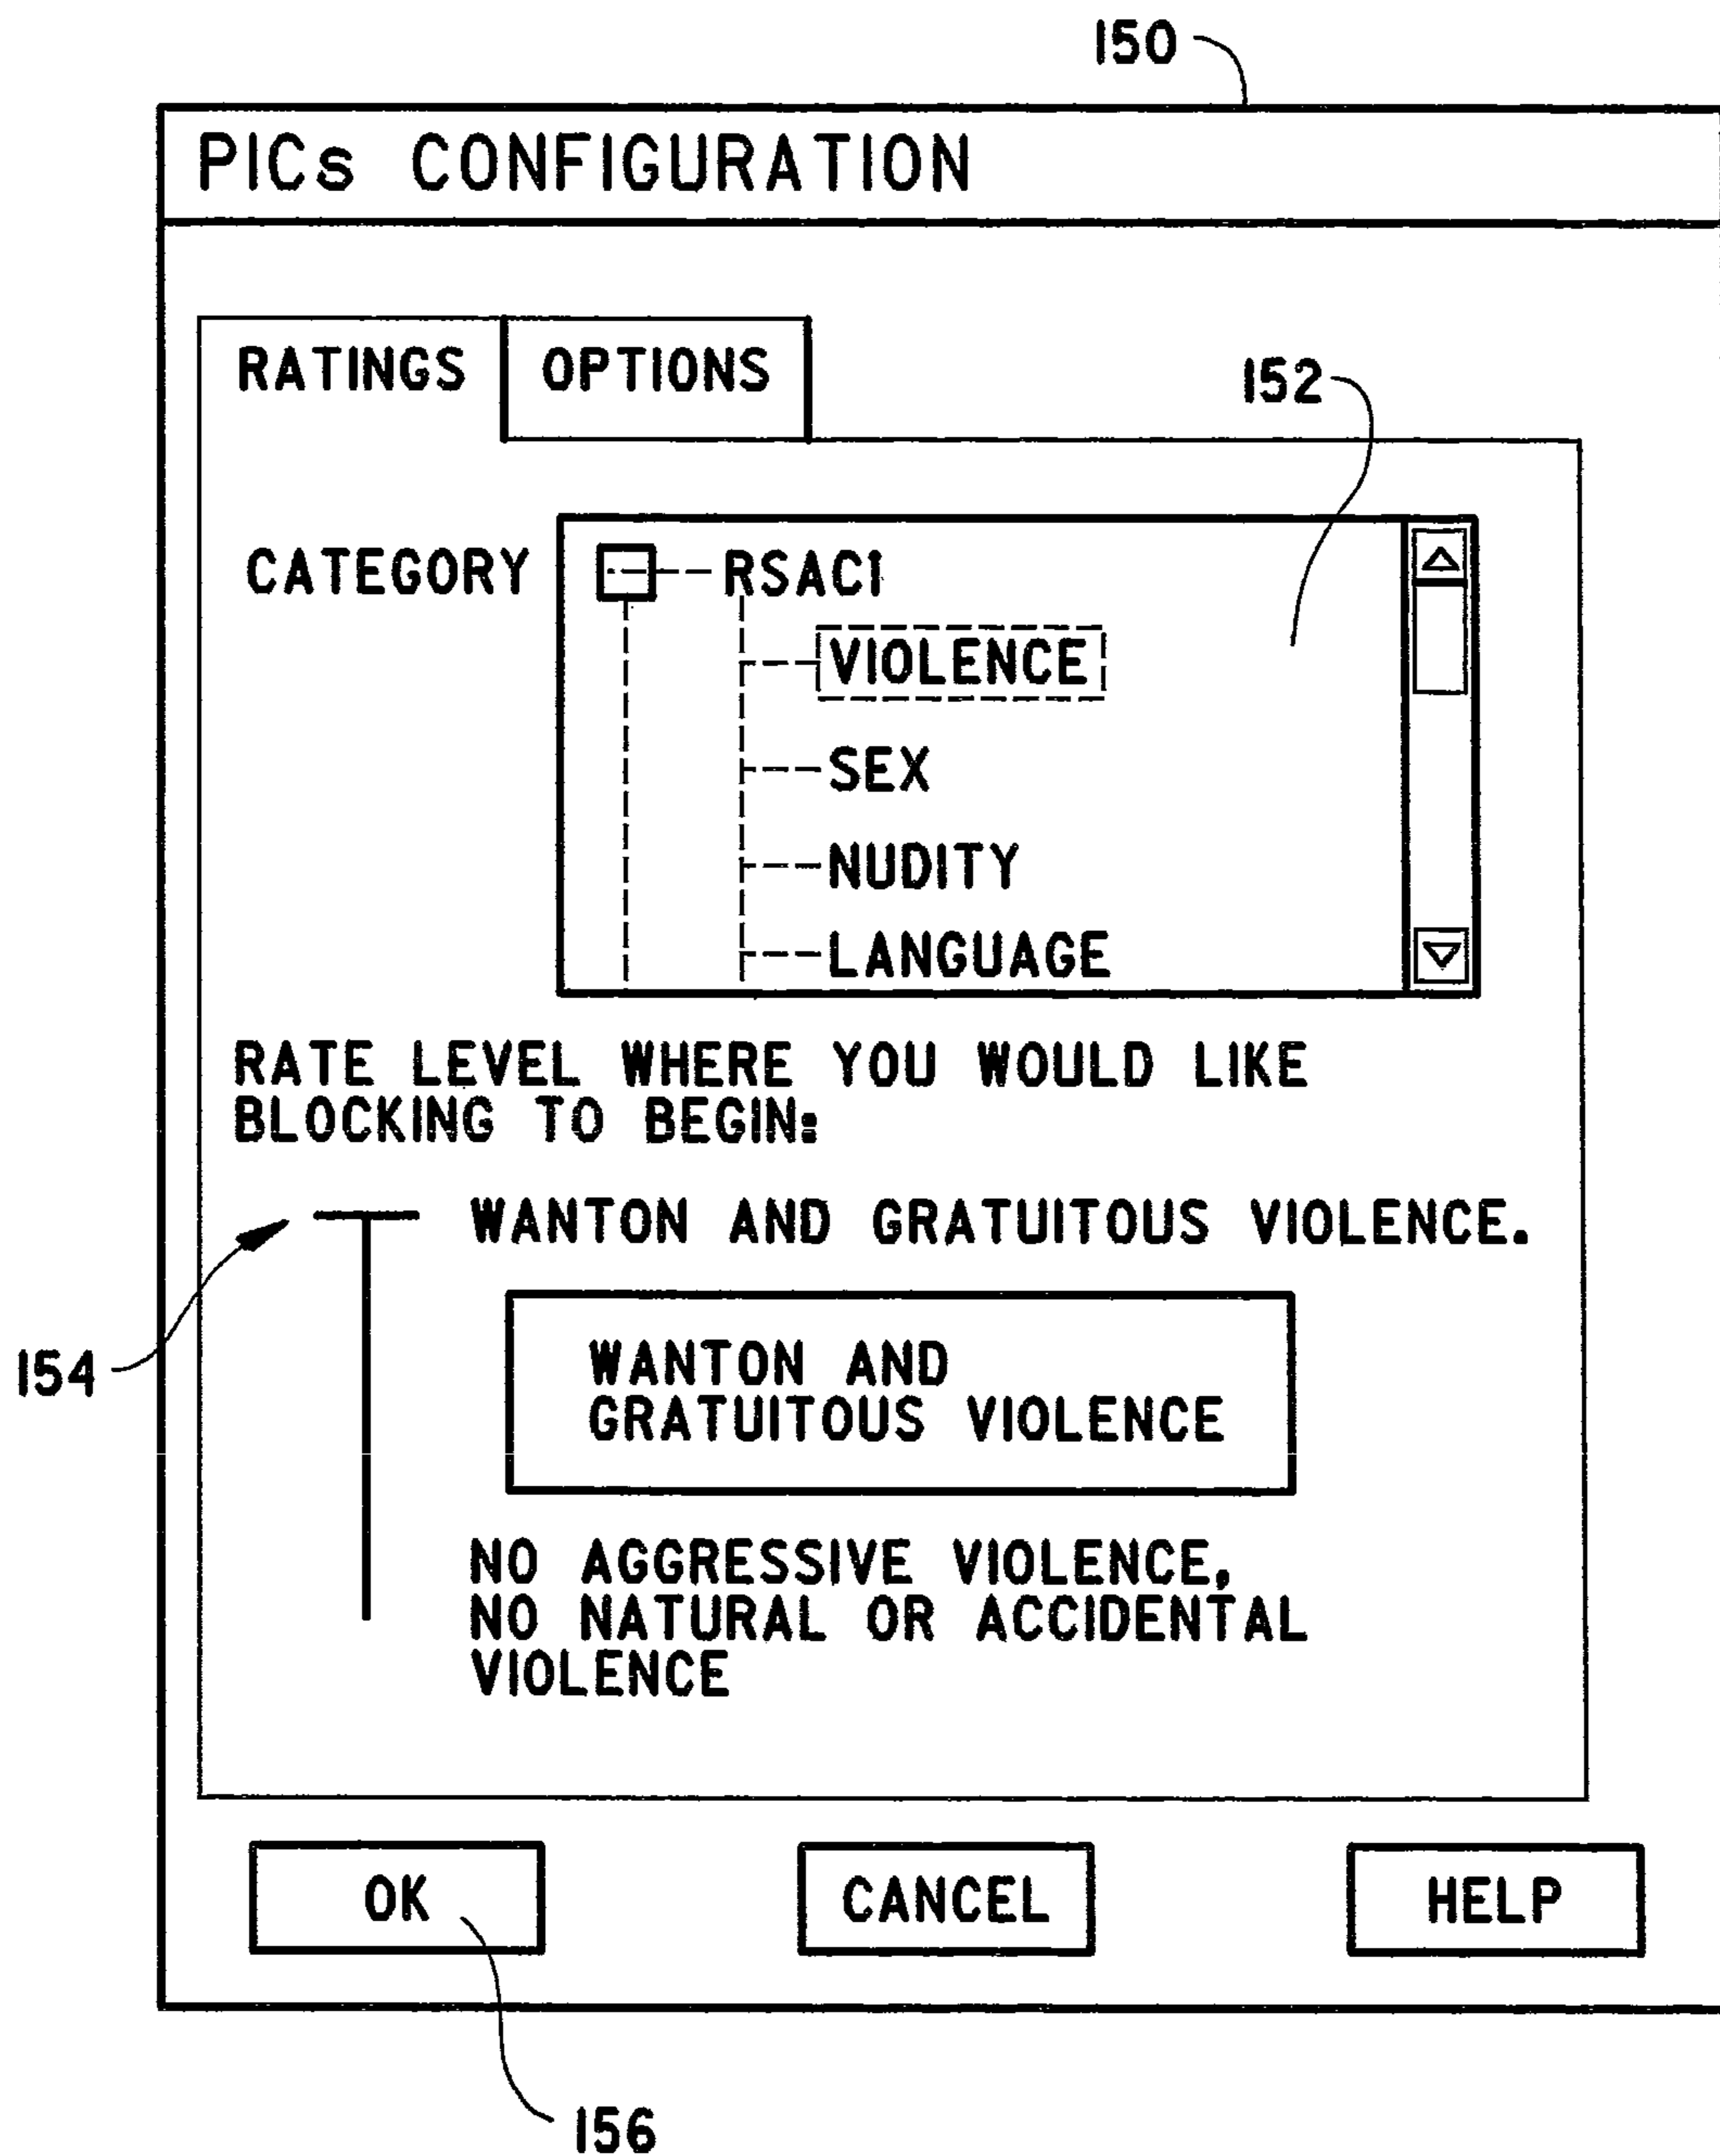 150
PICs CONFIGURATION
RATINGS OPTIONS
152
CATEGORY RSAC1
VIOLENCE
SEX
NUDITY
LANGUAGE
RATE LEVEL WHERE YOU WOULD LIKE
BLOCKING TO BEGIN:
WANTON AND GRATUITOUS VIOLENCE.
154
WANTON AND
GRATUITOUS VIOLENCE
NO AGGRESSIVE VIOLENCE,
NO NATURAL OR ACCIDENTAL
VIOLENCE
OK CANCEL HELP
156